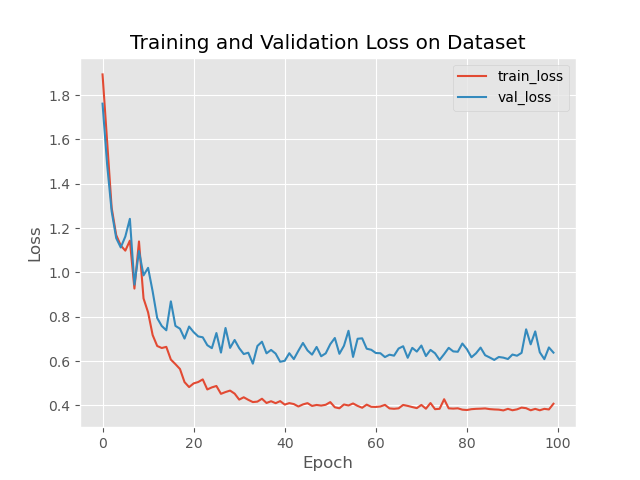 Training and Validation Loss on Dataset
train_loss
val_loss
1.8
1.6
1.4
1.2
1.0
0.8
0.6
0.4
Loss
0 20 40 60 80 100
Epoch